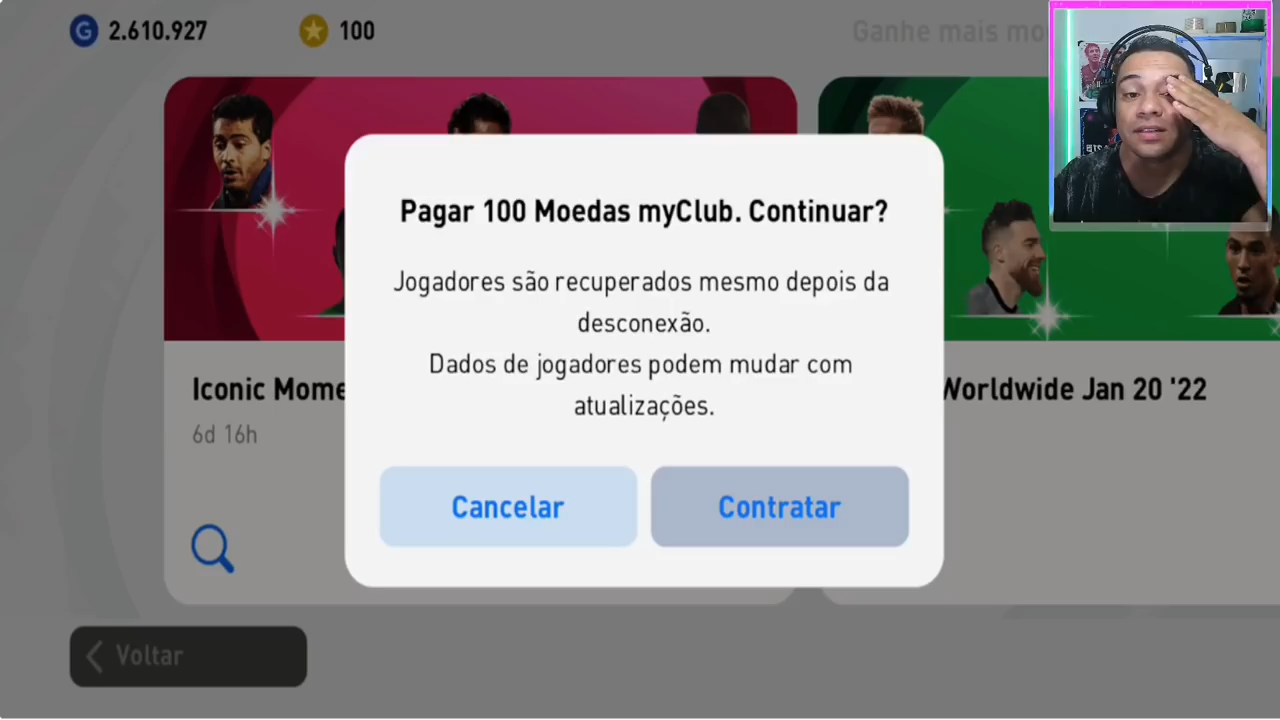 2.610.927
100
Ganhe mais mo
Pagar 100 Moedas myClub. Continuar?
Jogadores são recuperados mesmo depois da
desconexão.
Dados de jogadores podem mudar com
atualizações.
Cancelar
Contratar
Iconic Mome
6d 16h
Worldwide Jan 20 '22
Voltar